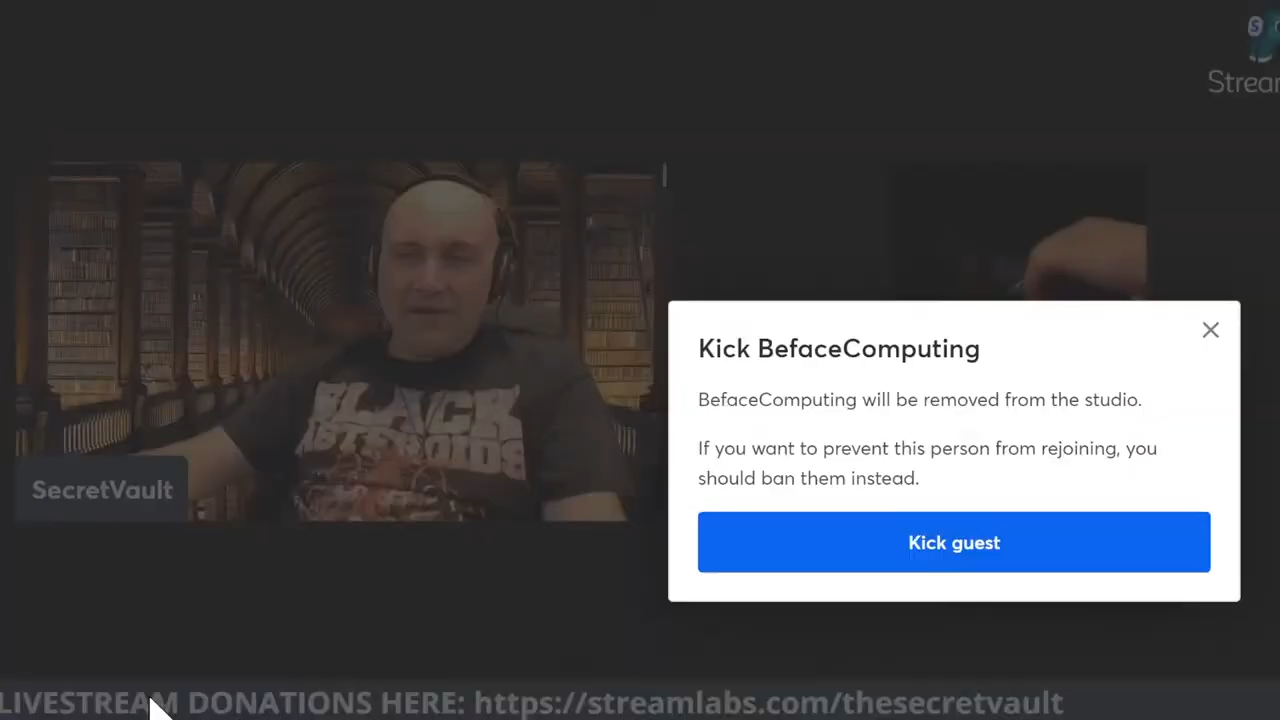 Strea
Kick BefaceComputing
BefaceComputing will be removed from the studio.
If you want to prevent this person from rejoining, you
should ban them instead.
Kick guest
BLACK
ASTEROIDS
SecretVault
LIVESTREAM DONATIONS HERE: https://streamlabs.com/thesecretvault